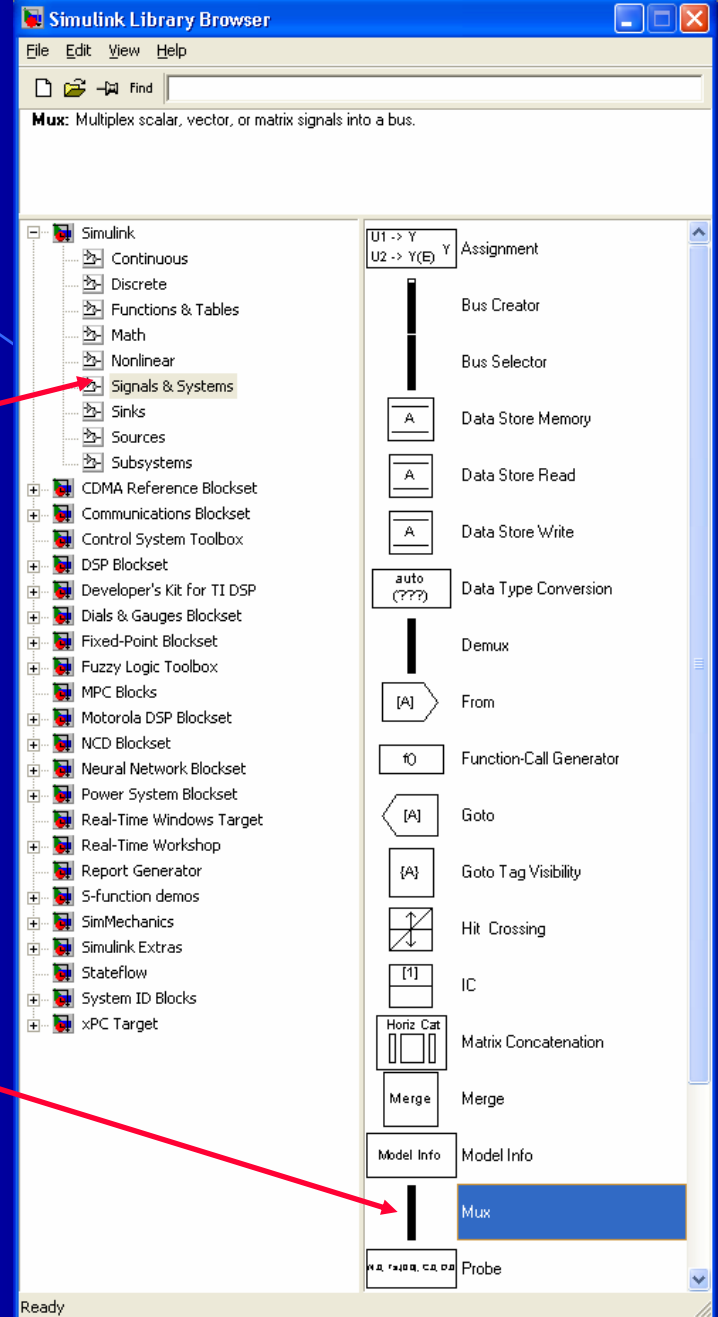 Simulink Library Browser
File Edit View Help
Find
Mux: Multiplex scalar, vector, or matrix signals into a bus.
Simulink
Continuous
Discrete
Functions & Tables
Math
Nonlinear
Signals & Systems
Sinks
Sources
Subsystems
CDMA Reference Blockset
Communications Blockset
Control System Toolbox
DSP Blockset
Developer's Kit for TI DSP
Dials & Gauges Blockset
Fixed-Point Blockset
Fuzzy Logic Toolbox
MPC Blocks
Motorola DSP Blockset
NCD Blockset
Neural Network Blockset
Power System Blockset
Real-Time Windows Target
Real-Time Workshop
Report Generator
S-function demos
SimMechanics
Simulink Extras
Stateflow
System ID Blocks
xPC Target
U1 -> Y
U2 -> Y(E) Y Assignment
Bus Creator
Bus Selector
A Data Store Memory
A Data Store Read
A Data Store Write
auto
(???) Data Type Conversion
Demux
[A] From
f() Function-Call Generator
[A] Goto
{A} Goto Tag Visibility
Hit Crossing
[1] IC
Horiz Cat
Matrix Concatenation
Merge Merge
Model Info Model Info
Mux
Probe
Ready